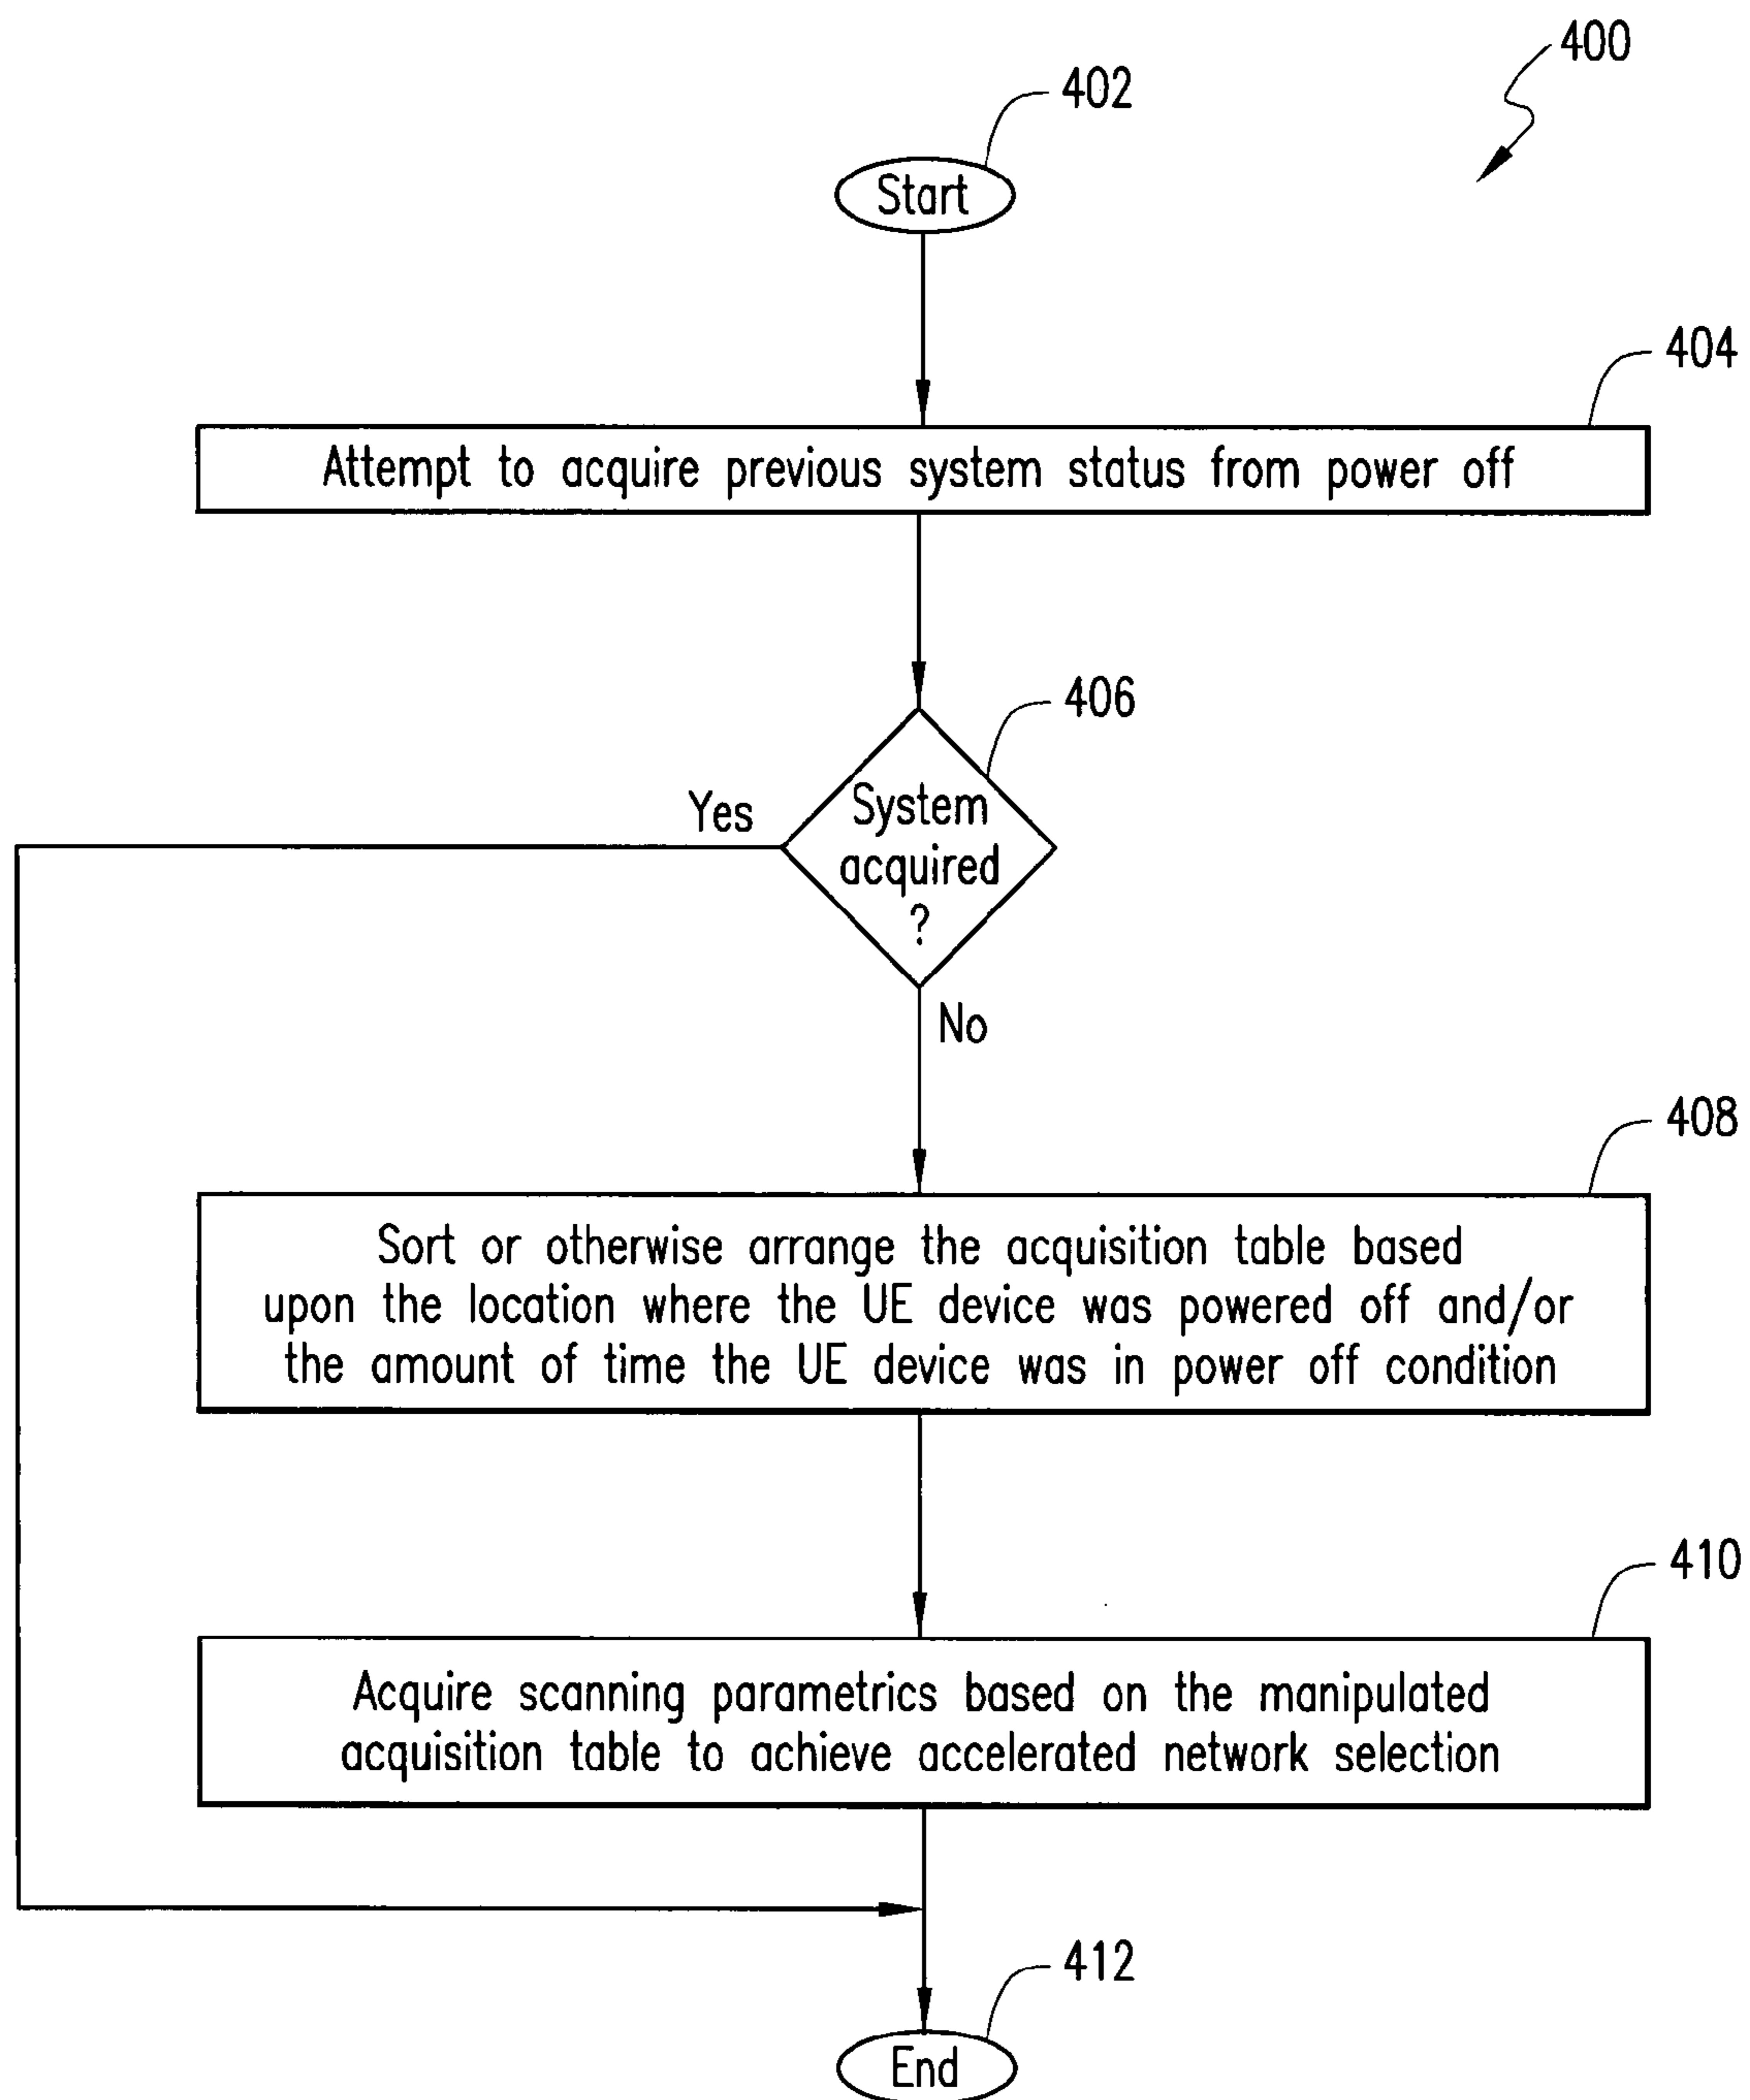 400
402
Start
404
Attempt to acquire previous system status from power off
406
Yes
System
acquired
?
No
408
Sort or otherwise arrange the acquisition table based
upon the location where the UE device was powered off and/or
the amount of time the UE device was in power off condition
410
Acquire scanning parametrics based on the manipulated
acquisition table to achieve accelerated network selection
412
End